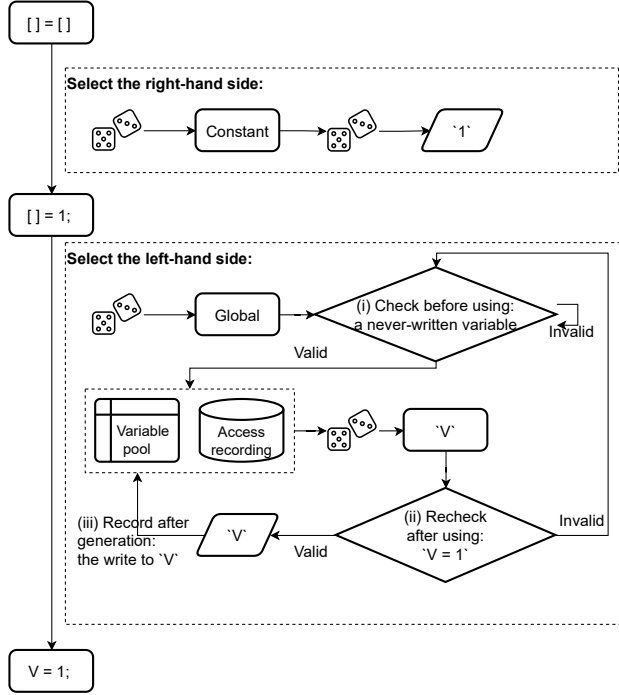 [ ] = [ ]
Select the right-hand side:
Constant
`1`
[ ] = 1;
Select the left-hand side:
Global
(i) Check before using:
a never-written variable
Invalid
Valid
Variable
pool
Access
recording
`V`
(iii) Record after
generation:
the write to `V`
`V`
Valid
(ii) Recheck
after using:
`V = 1`
Invalid
V = 1;